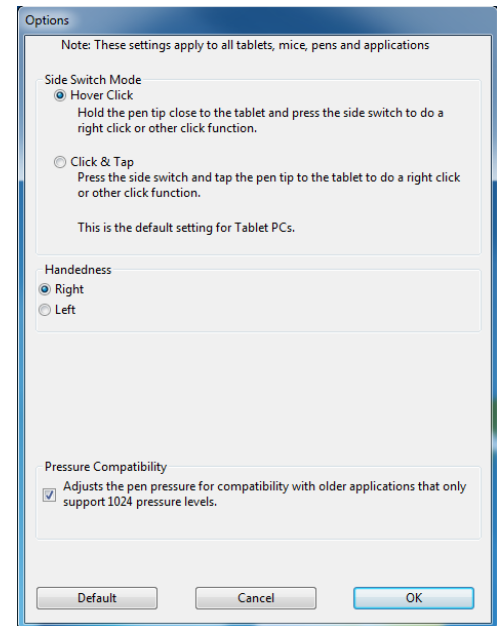 Options
Note: These settings apply to all tablets, mice, pens and applications
Side Switch Mode
Hover Click
Hold the pen tip close to the tablet and press the side switch to do a
right click or other click function.
Click & Tap
Press the side switch and tap the pen tip to the tablet to do a right click
or other click function.
This is the default setting for Tablet PCs.
Handedness
Right
Left
Pressure Compatibility
Adjusts the pen pressure for compatibility with older applications that only
support 1024 pressure levels.
Default Cancel OK